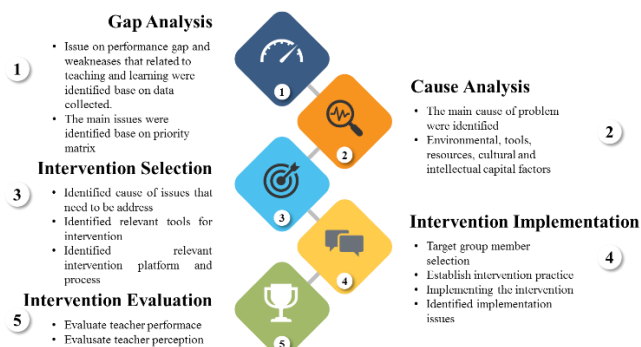 Gap Analysis
1
• Issue on performance gap and
weakneases that related to
teaching and learning were
identified base on data
collected.
• The main issues were
identified base on priority
matrix
1
Cause Analysis
• The main cause of problem
were identified
• Environmental, tools,
resources, cultural and
intellectual capital factors
2
2
Intervention Selection
3
• Identified cause of issues that
need to be address
• Identified relevant tools for
intervention
• Identified relevant
intervention platform and
process
3
Intervention Implementation
• Target group member
selection
• Establish intervention practice
• Implementing the intervention
• Identified implementation
issues
4
4
Intervention Evaluation
5
• Evaluate teacher performace
• Evalusate teacher perception
5